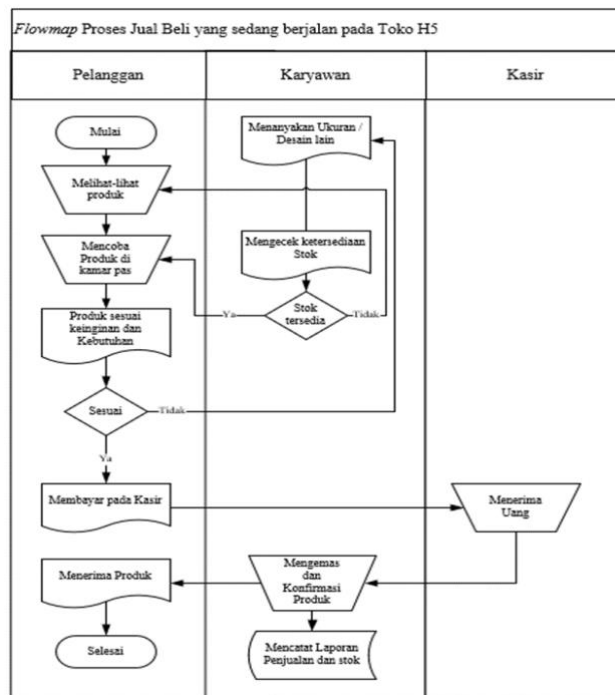 Flowmap Proses Jual Beli yang sedang berjalan pada Toko H5
Pelanggan
Karyawan
Kasir
Mulai
Menanyakan Ukuran /
Desain lain
Melihat-lihat
produk
Mencoba
Produk di
kamar pas
Mengecek ketersediaan
Stok
Produk sesuai
keinginan dan
Kebutuhan
Ya
Stok
tersedia
Tidak
Sesuai
Tidak
Ya
Membayar pada Kasir
Menerima
Uang
Menerima Produk
Mengemas
dan
Konfirmasi
Produk
Selesai
Mencatat Laporan
Penjualan dan stok